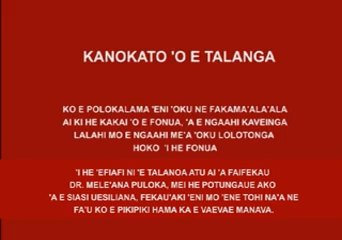 KANOKATO 'O E TALANGA
KO E POLOKALAMA 'ENI 'OKU NE FAKAMA'ALA'ALA
AI KI HE KAKAI 'O E FONUA, 'A E NGAAHI KAVEINGA
LALAHI MO E NGAAHI ME'A 'OKU LOLOTONGA
HOKO 'I HE FONUA
'I HE 'EFIAFI NI 'E TALANOA ATU AI 'A FAIFEKAU
DR. MELE'ANA PULOKA, MEI HE POTUNGAUE AKO
'A E SIASI UESILIANA, FEKAU'AKI 'ENI MO 'ENE TOHI NA'A NE
FA'U KO E PIKIPIKI HAMA KA E VAEVAE MANAVA.